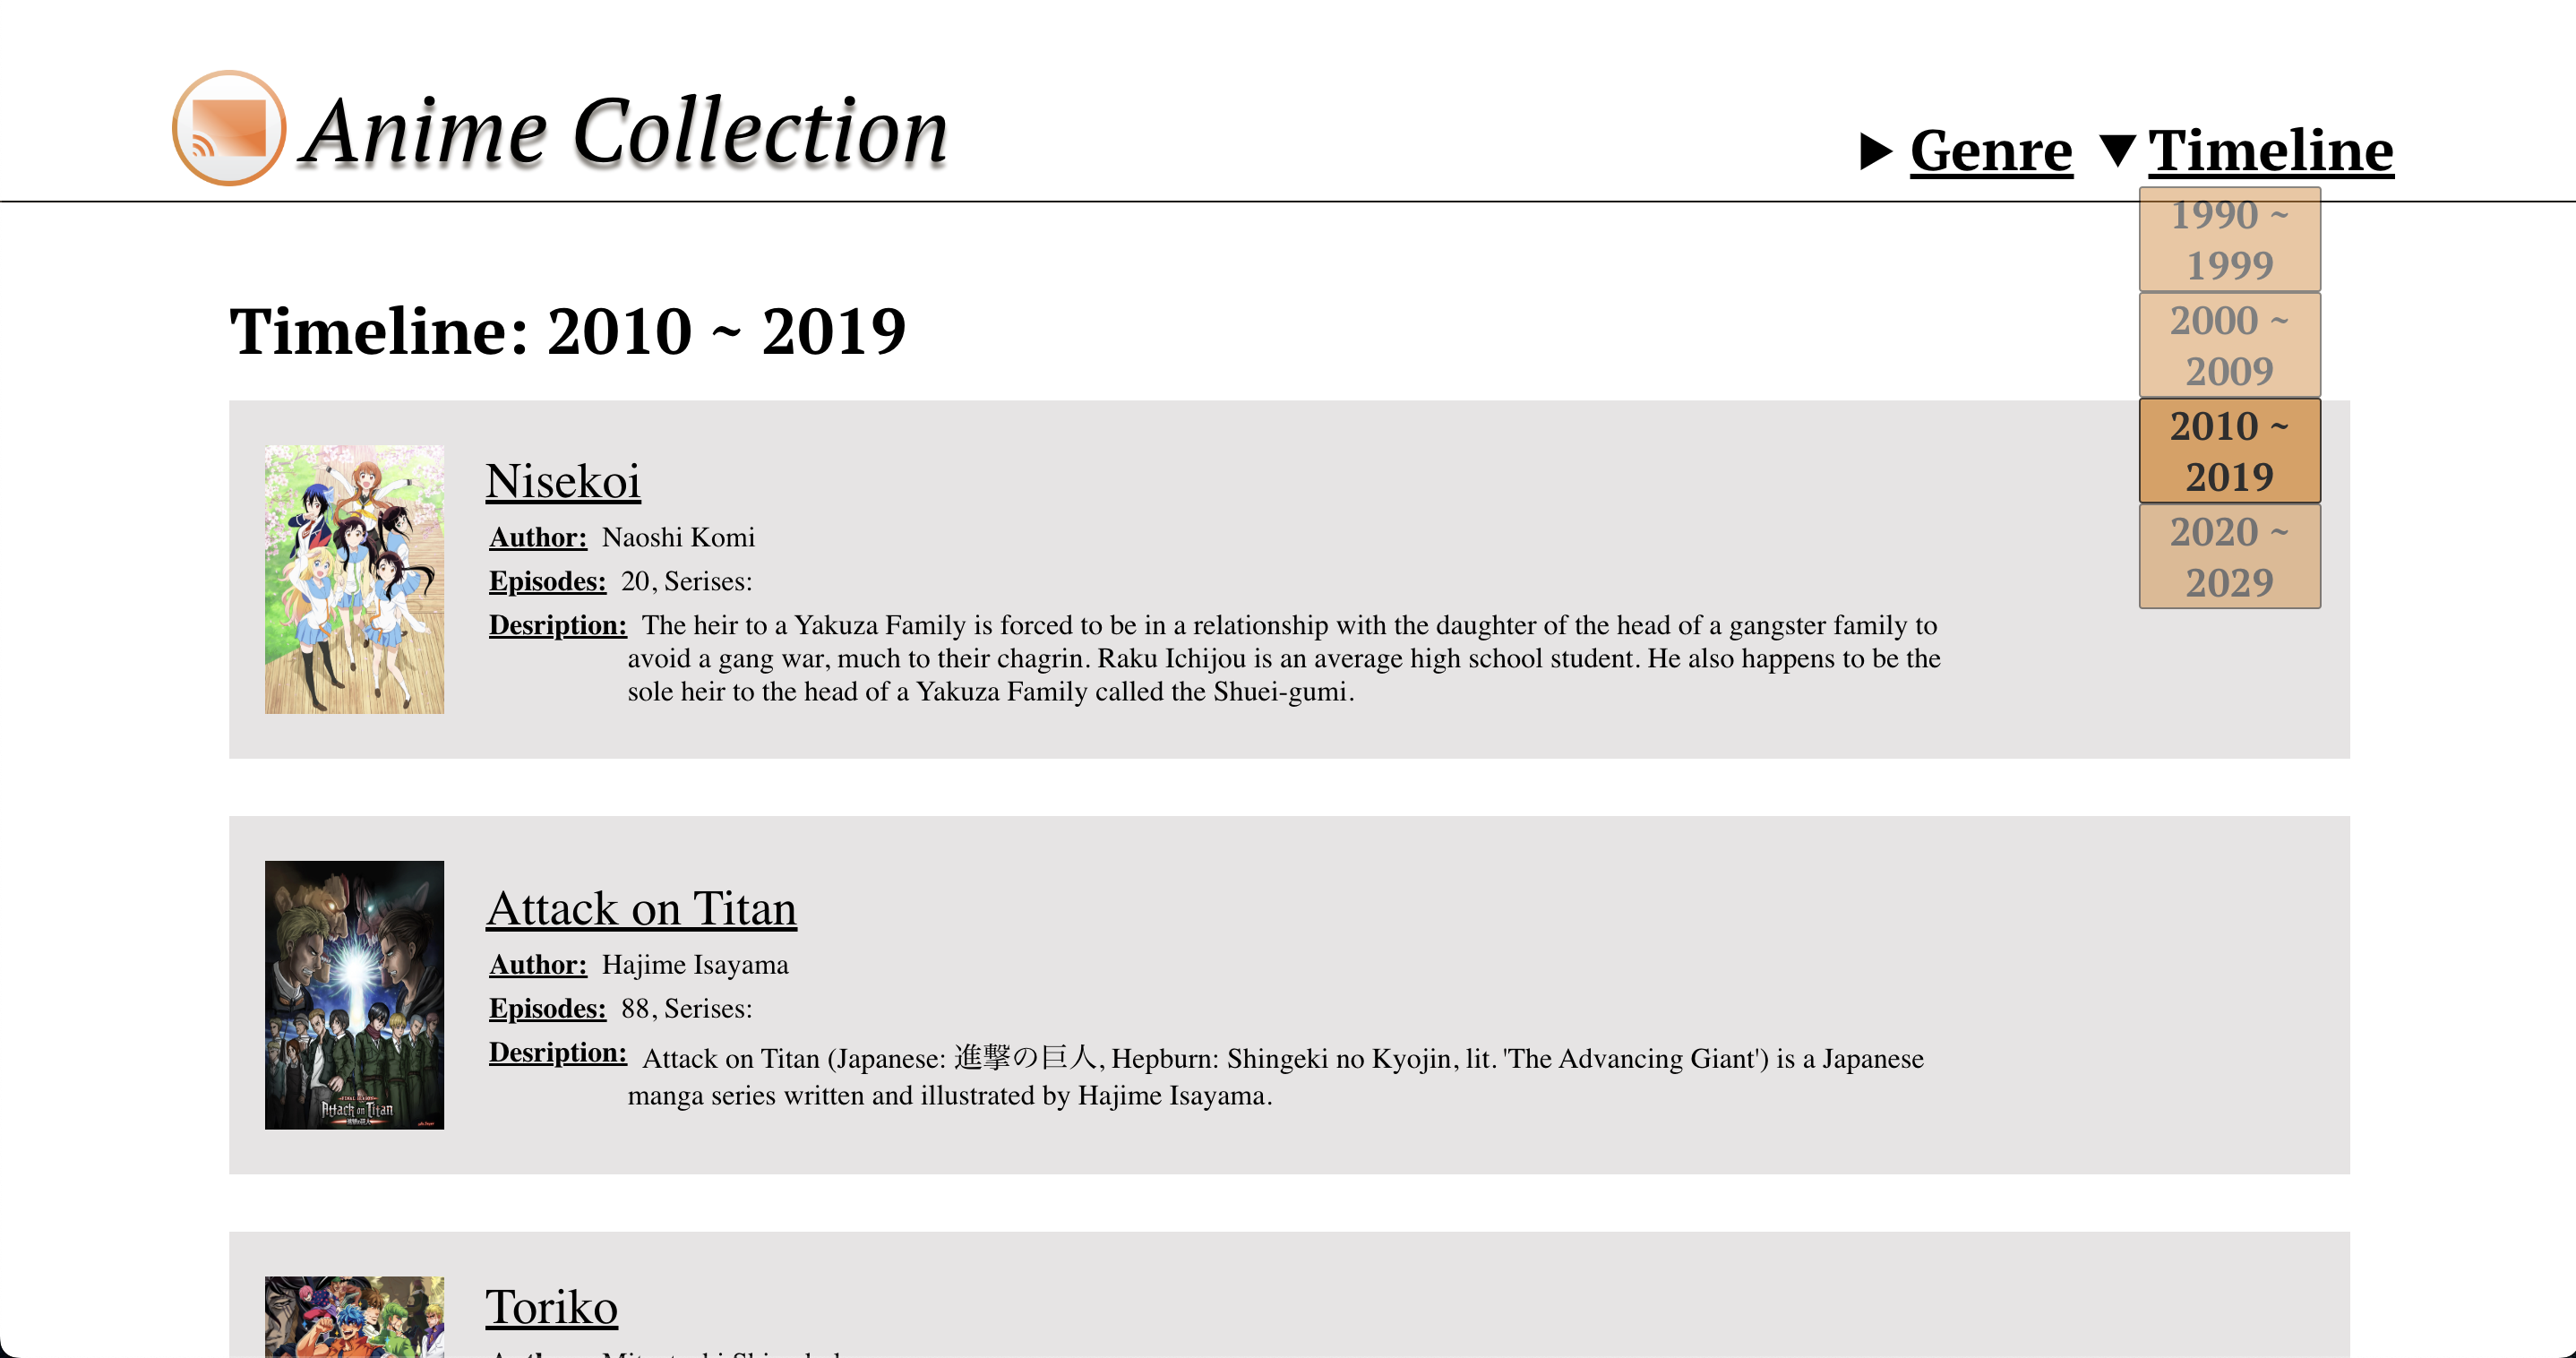 Anime Collection
Genre
Timeline
1990 ~
1999
2000 ~
2009
2010 ~
2019
2020 ~
2029
Timeline: 2010 ~ 2019
Nisekoi
Author: Naoshi Komi
Episodes: 20, Serises:
Desription: The heir to a Yakuza Family is forced to be in a relationship with the daughter of the head of a gangster family to
avoid a gang war, much to their chagrin. Raku Ichijou is an average high school student. He also happens to be the
sole heir to the head of a Yakuza Family called the Shuei-gumi.
Attack on Titan
Attack on Titan
Author: Hajime Isayama
Episodes: 88, Serises:
Desription: Attack on Titan (Japanese: 進撃の巨人, Hepburn: Shingeki no Kyojin, lit. 'The Advancing Giant') is a Japanese
manga series written and illustrated by Hajime Isayama.
Toriko